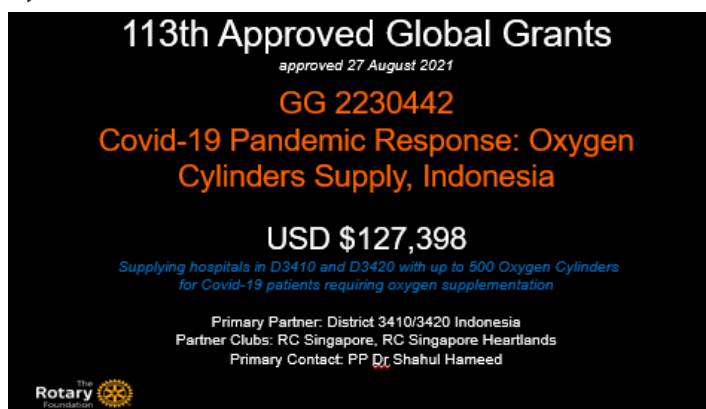 113th Approved Global Grants
approved 27 August 2021
GG 2230442
Covid-19 Pandemic Response: Oxygen
Cylinders Supply, Indonesia
USD $127,398
Supplying hospitals in D3410 and D3420 with up to 500 Oxygen Cylinders
for Covid-19 patients requiring oxygen supplementation
Primary Partner: District 3410/3420 Indonesia
Partner Clubs: RC Singapore, RC Singapore Heartlands
Primary Contact: PP Dr Shahul Hameed
The
Rotary
Foundation